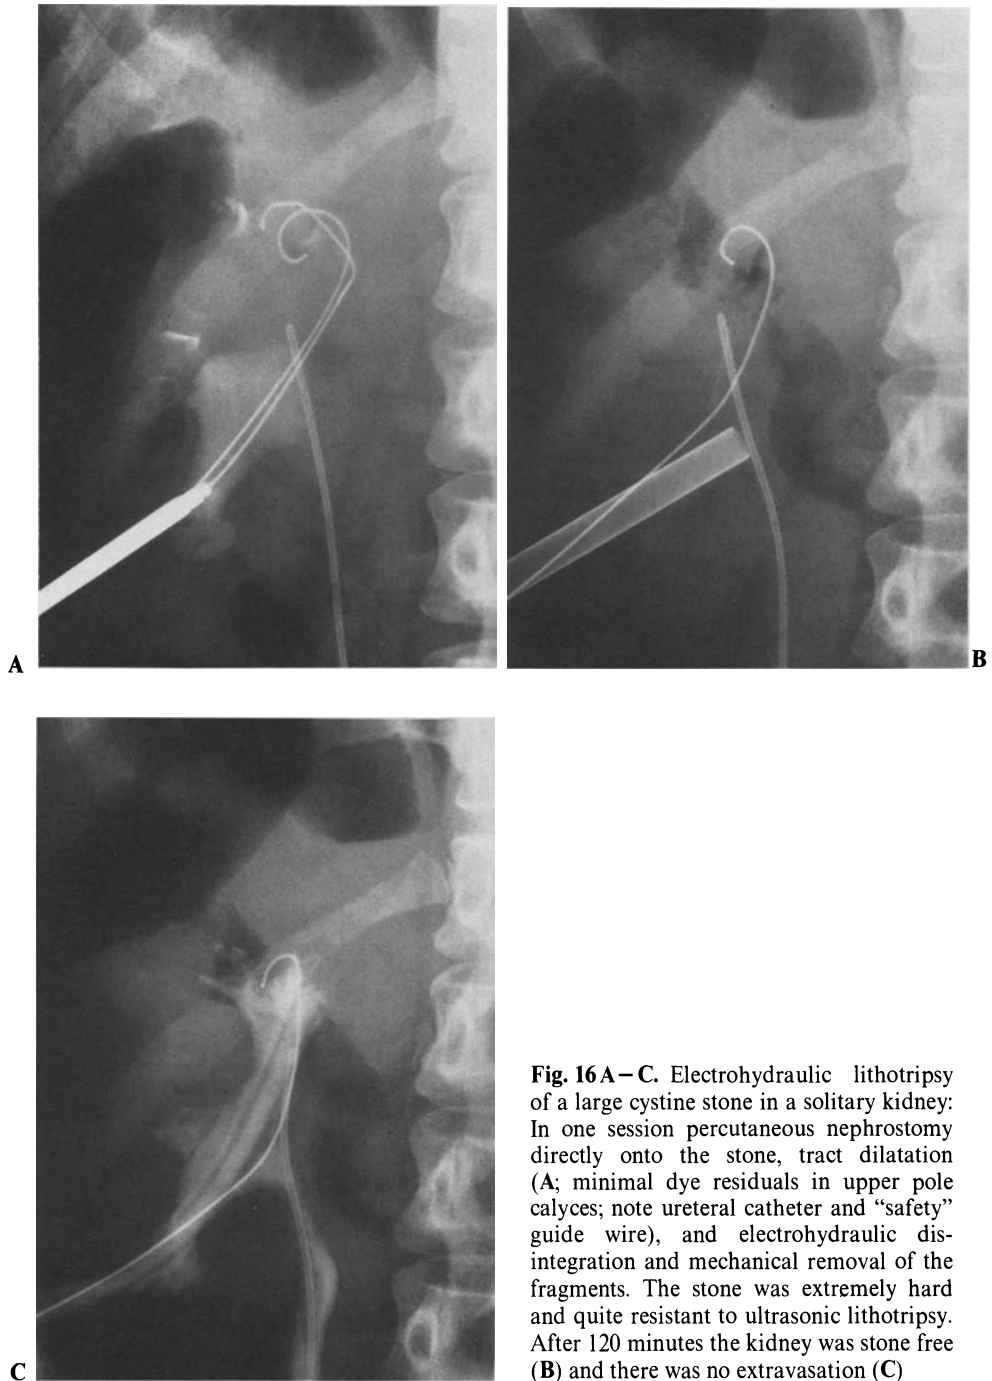 A
B
C
Fig. 16 A – C. Electrohydraulic lithotripsy
of a large cystine stone in a solitary kidney:
In one session percutaneous nephrostomy
directly onto the stone, tract dilatation
(A; minimal dye residuals in upper pole
calyces; note ureteral catheter and “safety”
guide wire), and electrohydraulic dis-
integration and mechanical removal of the
fragments. The stone was extremely hard
and quite resistant to ultrasonic lithotripsy.
After 120 minutes the kidney was stone free
(B) and there was no extravasation (C)